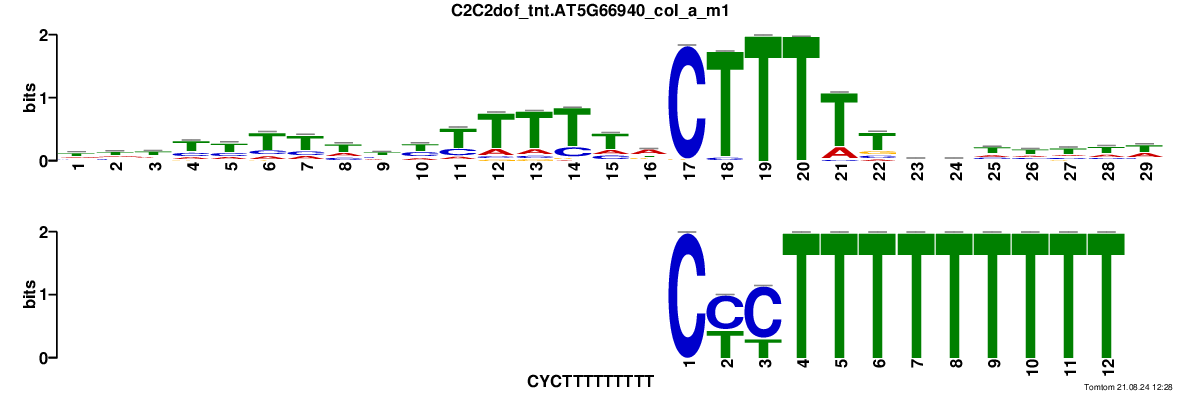 C2C2dof_tnt.AT5G66940_col_a_m1
2
bits
1
0
C T T T T
1 2 3 4 5 6 7 8 9 10 11 12 13 14 15 16 17 18 19 20 21 22 23 24 25 26 27 28 29
2
bits
1
0
C C C T T T T T T T T T
T T
1 2 3 4 5 6 7 8 9 10 11 12
CYCTTTTTTTTT
Tomtom 21.08.24 12:28